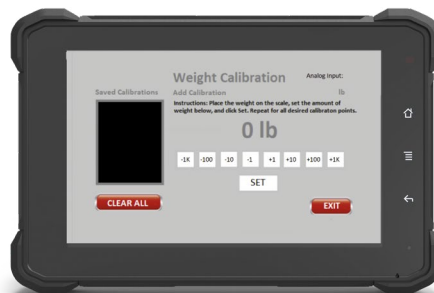 Weight Calibration
Analog Input:
Saved Calibrations
Add Calibration
lb
Instructions: Place the weight on the scale, set the amount of
weight below, and click Set. Repeat for all desired calibraton points.
0 lb
-1K -100 -10 -1 +1 +10 +100 +1K
SET
CLEAR ALL
EXIT